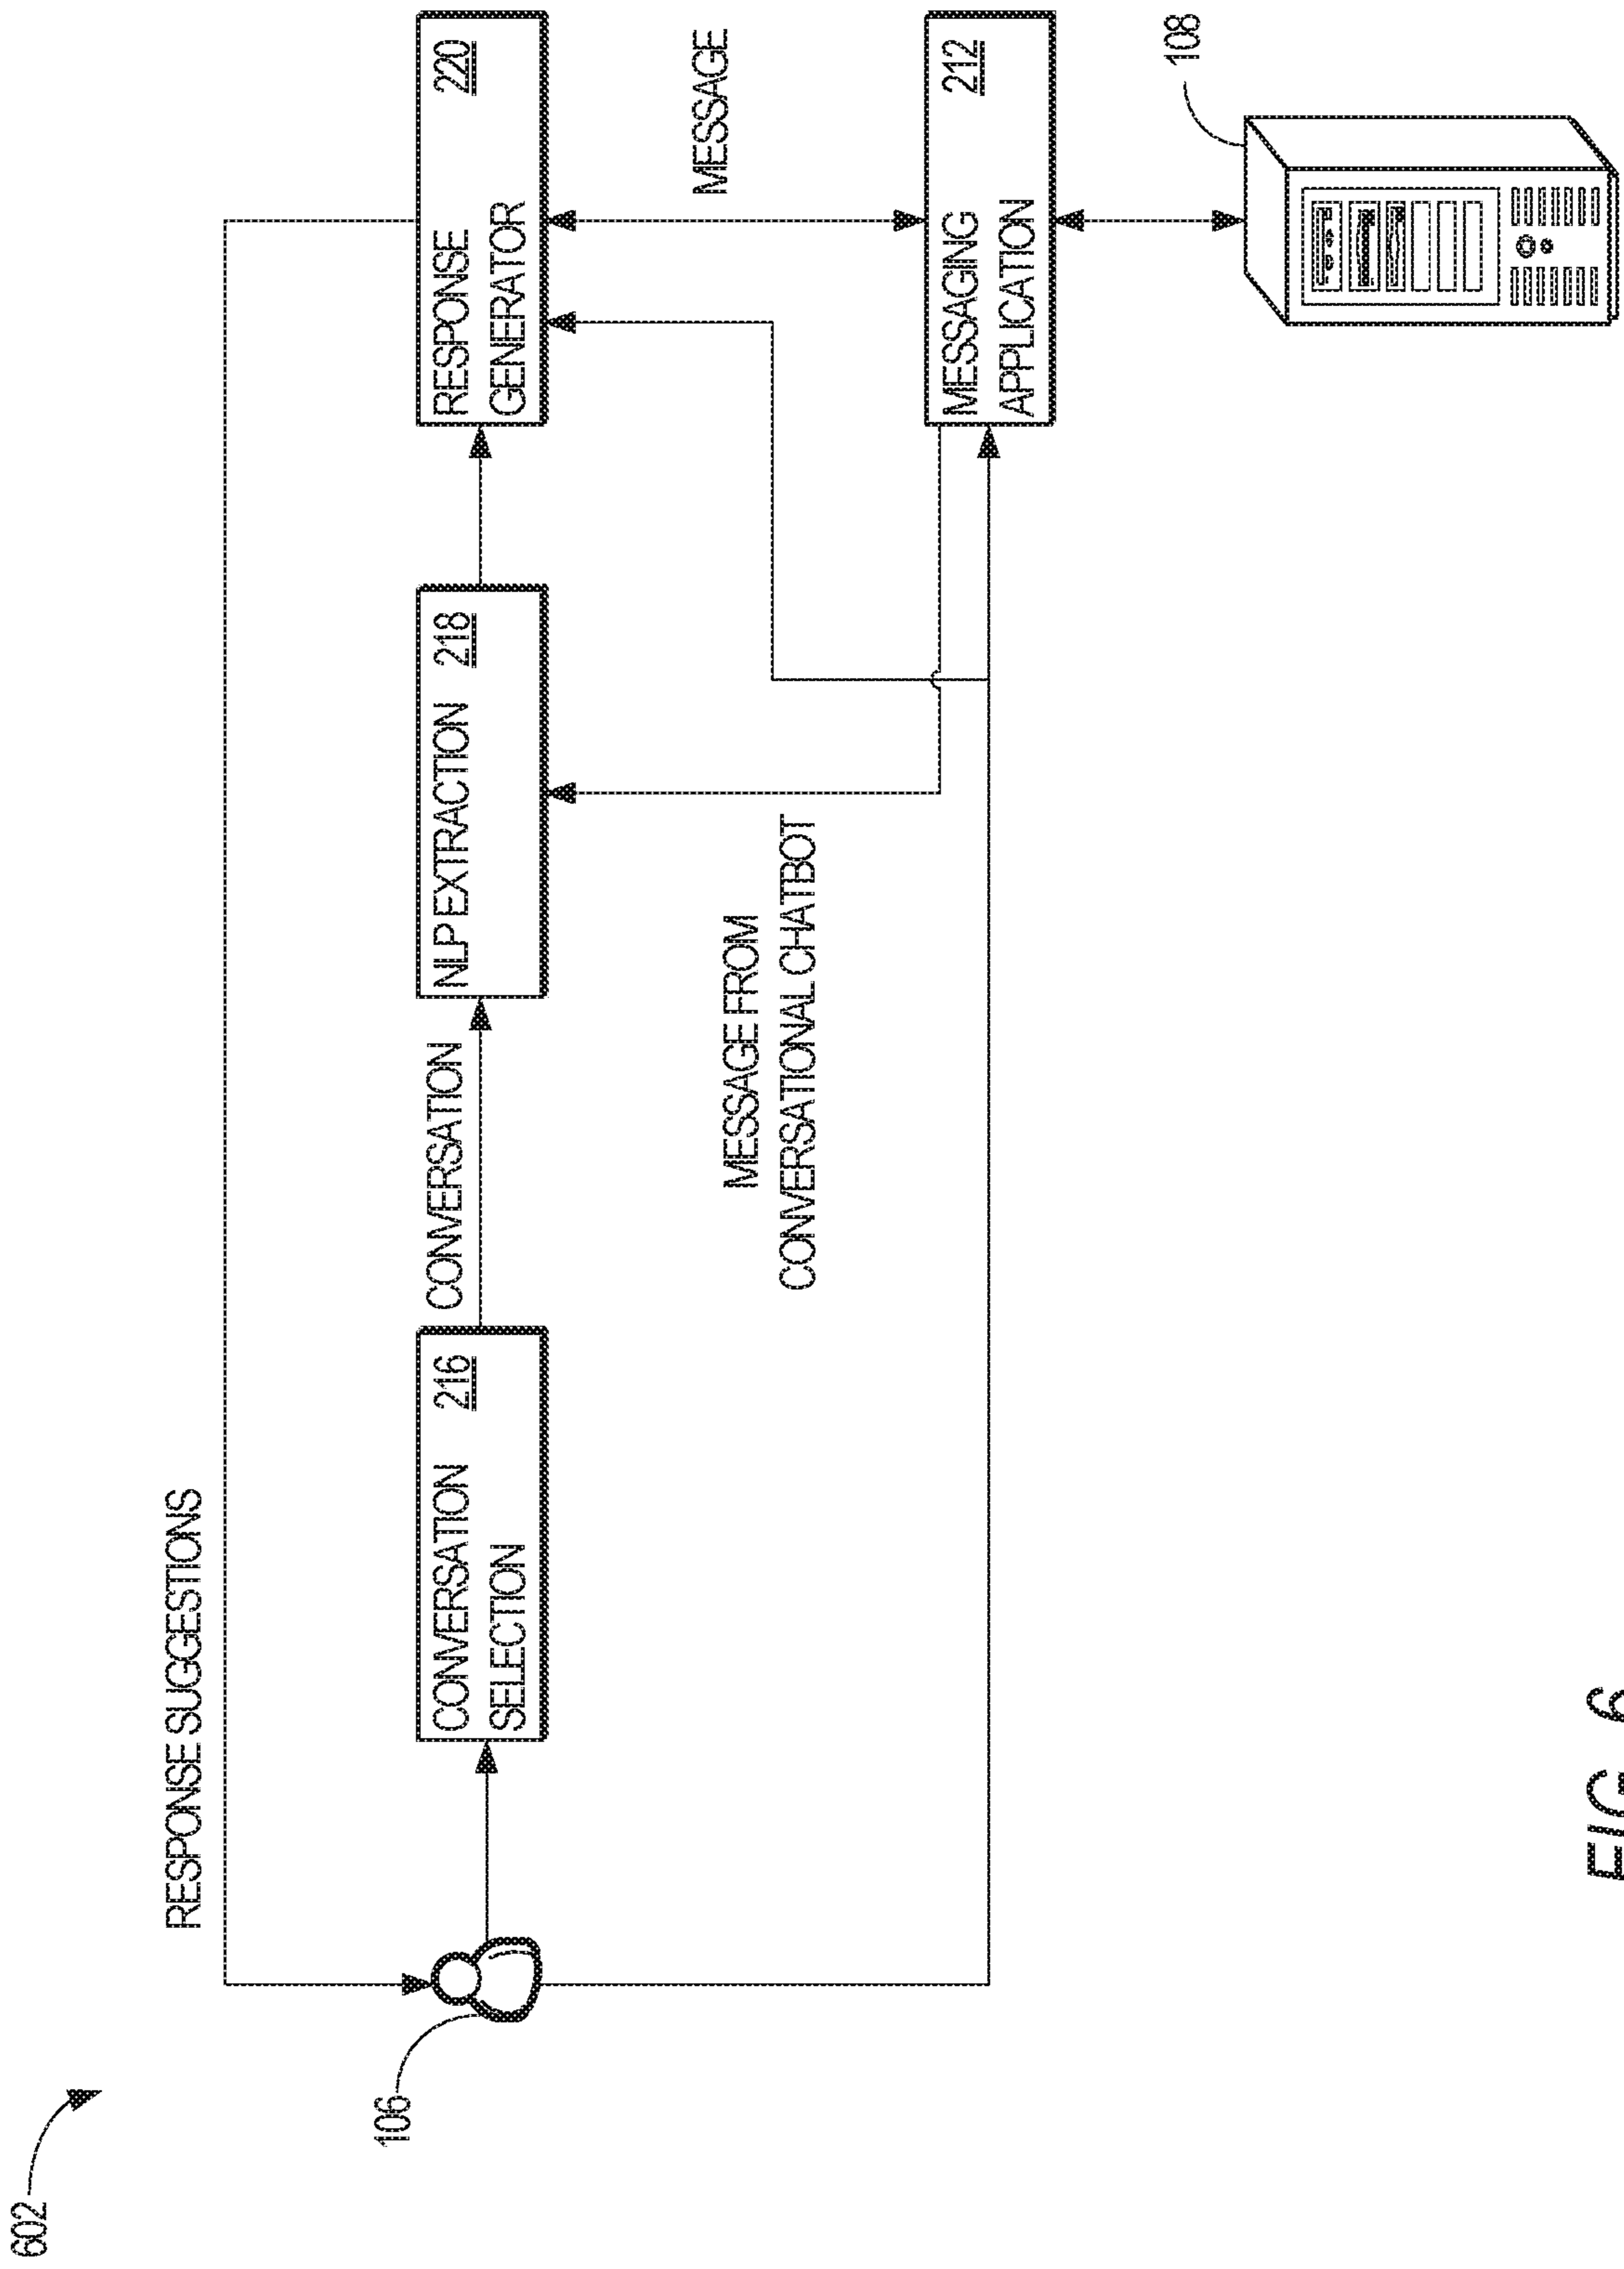 602
RESPONSE SUGGESTIONS
106
CONVERSATION 216
SELECTION
CONVERSATION
NLP EXTRACTION 218
RESPONSE 220
GENERATOR
MESSAGE FROM
CONVERSATIONAL CHATBOT
MESSAGE
MESSAGING 212
APPLICATION
108
FIG. 6